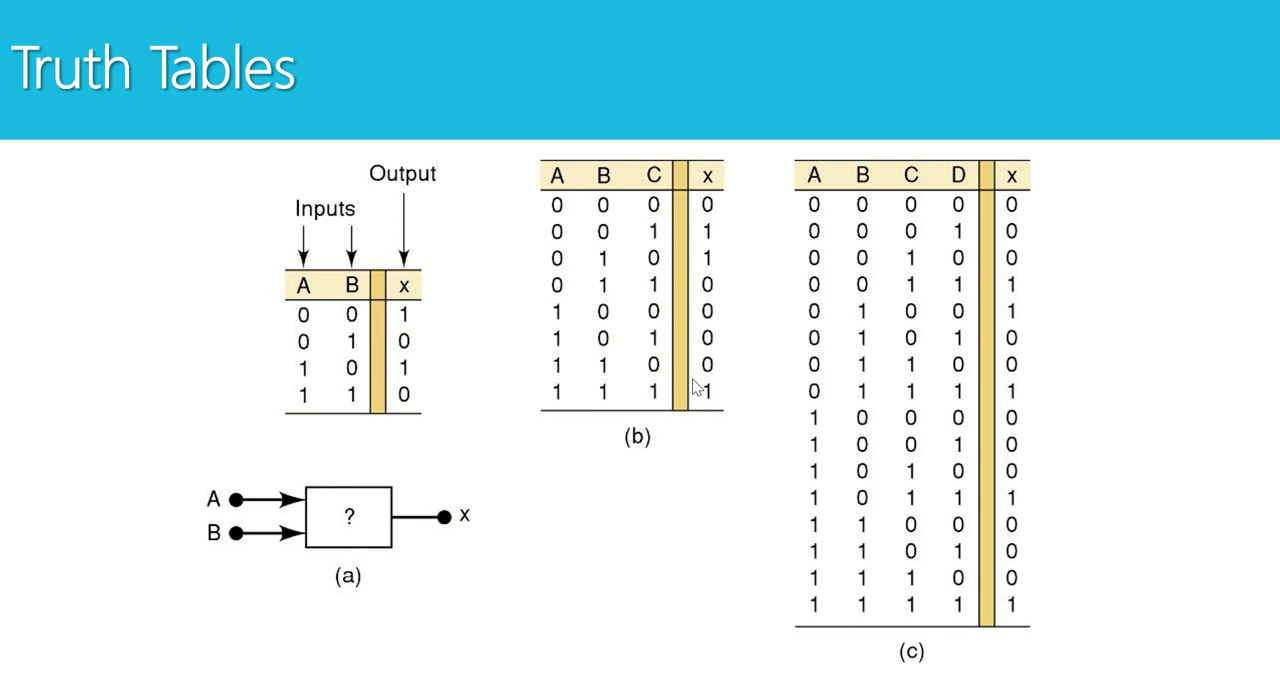 Truth Tables
Output
Inputs
A B x
0 0 1
0 1 0
1 0 1
1 1 0
A
B
?
x
(a)
A B C x
0 0 0 0
0 0 1 1
0 1 0 1
0 1 1 0
1 0 0 0
1 0 1 0
1 1 0 0
1 1 1 1
(b)
A B C D x
0 0 0 0 0
0 0 0 1 0
0 0 1 0 0
0 0 1 1 1
0 1 0 0 1
0 1 0 1 0
0 1 1 0 0
0 1 1 1 1
1 0 0 0 0
1 0 0 1 0
1 0 1 0 0
1 0 1 1 1
1 1 0 0 0
1 1 0 1 0
1 1 1 0 0
1 1 1 1 1
(c)